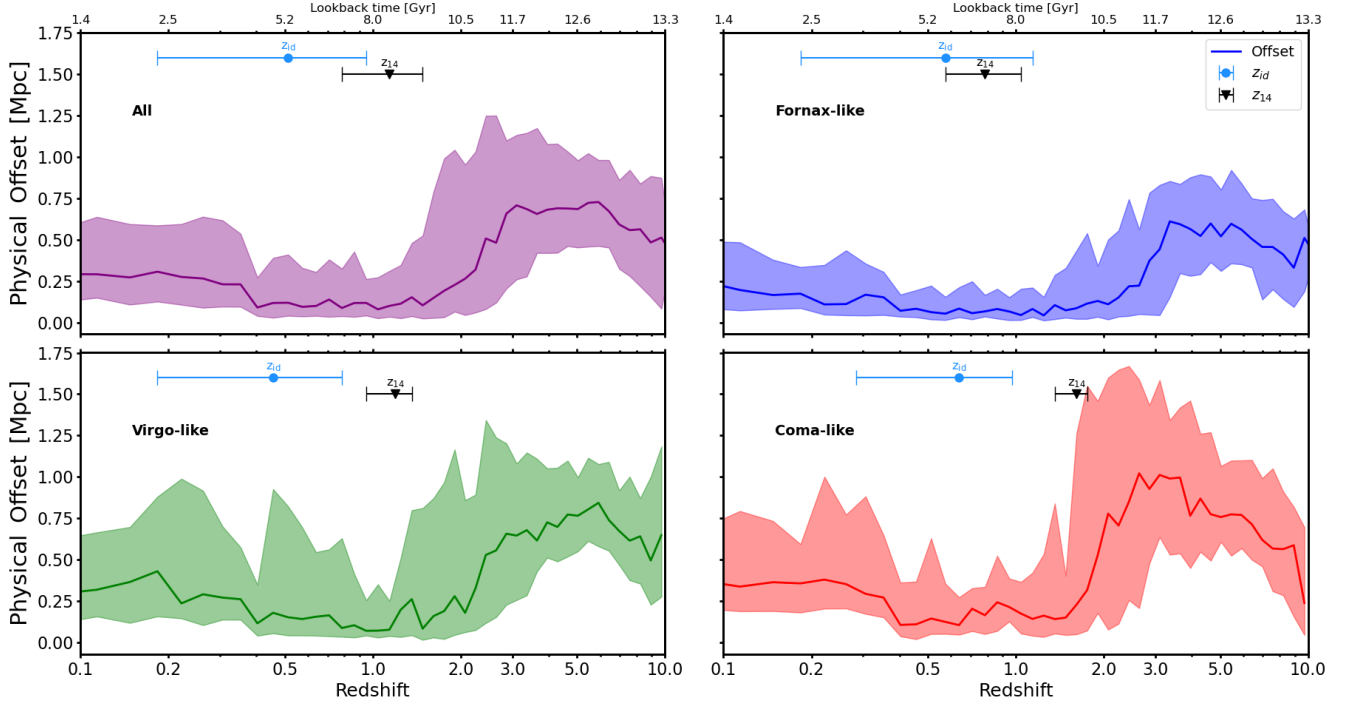 Lookback time [Gyr]
1.4 2.5 5.2 8.0 10.5 11.7 12.6 13.3
1.75
1.50
1.25
1.00
0.75
0.50
0.25
0.00
Physical Offset [Mpc]
z_id
z_14
All
Lookback time [Gyr]
1.4 2.5 5.2 8.0 10.5 11.7 12.6 13.3
z_id
z_14
Fornax-like
Offset
z_id
z_14
1.75
1.50
1.25
1.00
0.75
0.50
0.25
0.00
Physical Offset [Mpc]
z_id
z_14
Virgo-like
0.1 0.2 0.5 1.0 2.0 3.0 5.0 10.0
Redshift
z_id
z_14
Coma-like
0.1 0.2 0.5 1.0 2.0 3.0 5.0 10.0
Redshift